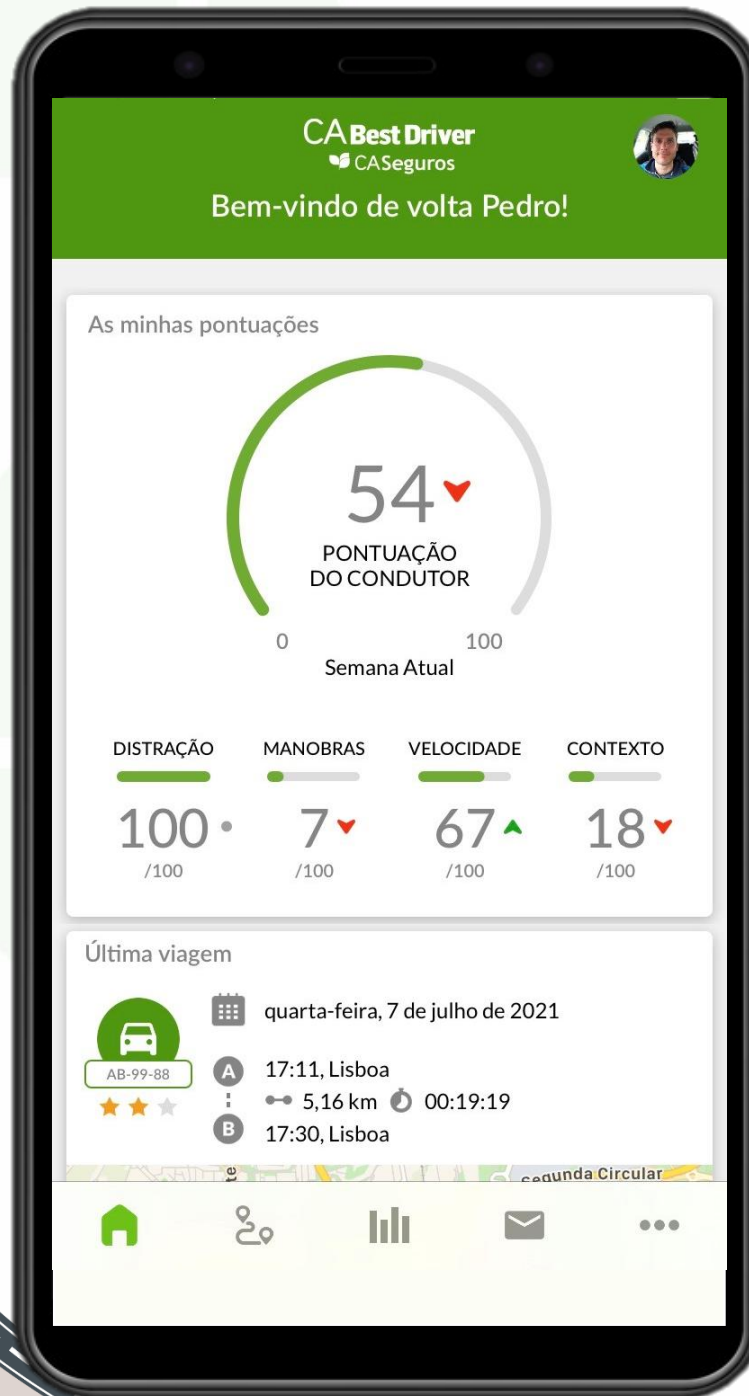 CA Best Driver
CASeguros
Bem-vindo de volta Pedro!
As minhas pontuações
54
PONTUAÇÃO
DO CONDUTOR
0 100
Semana Atual
DISTRAÇÃO MANOBRAS VELOCIDADE CONTEXTO
100 7 67 18
/100 /100 /100 /100
Última viagem
quarta-feira, 7 de julho de 2021
AB-99-88
A 17:11, Lisboa
5,16 km 00:19:19
B 17:30, Lisboa
Segunda Circular